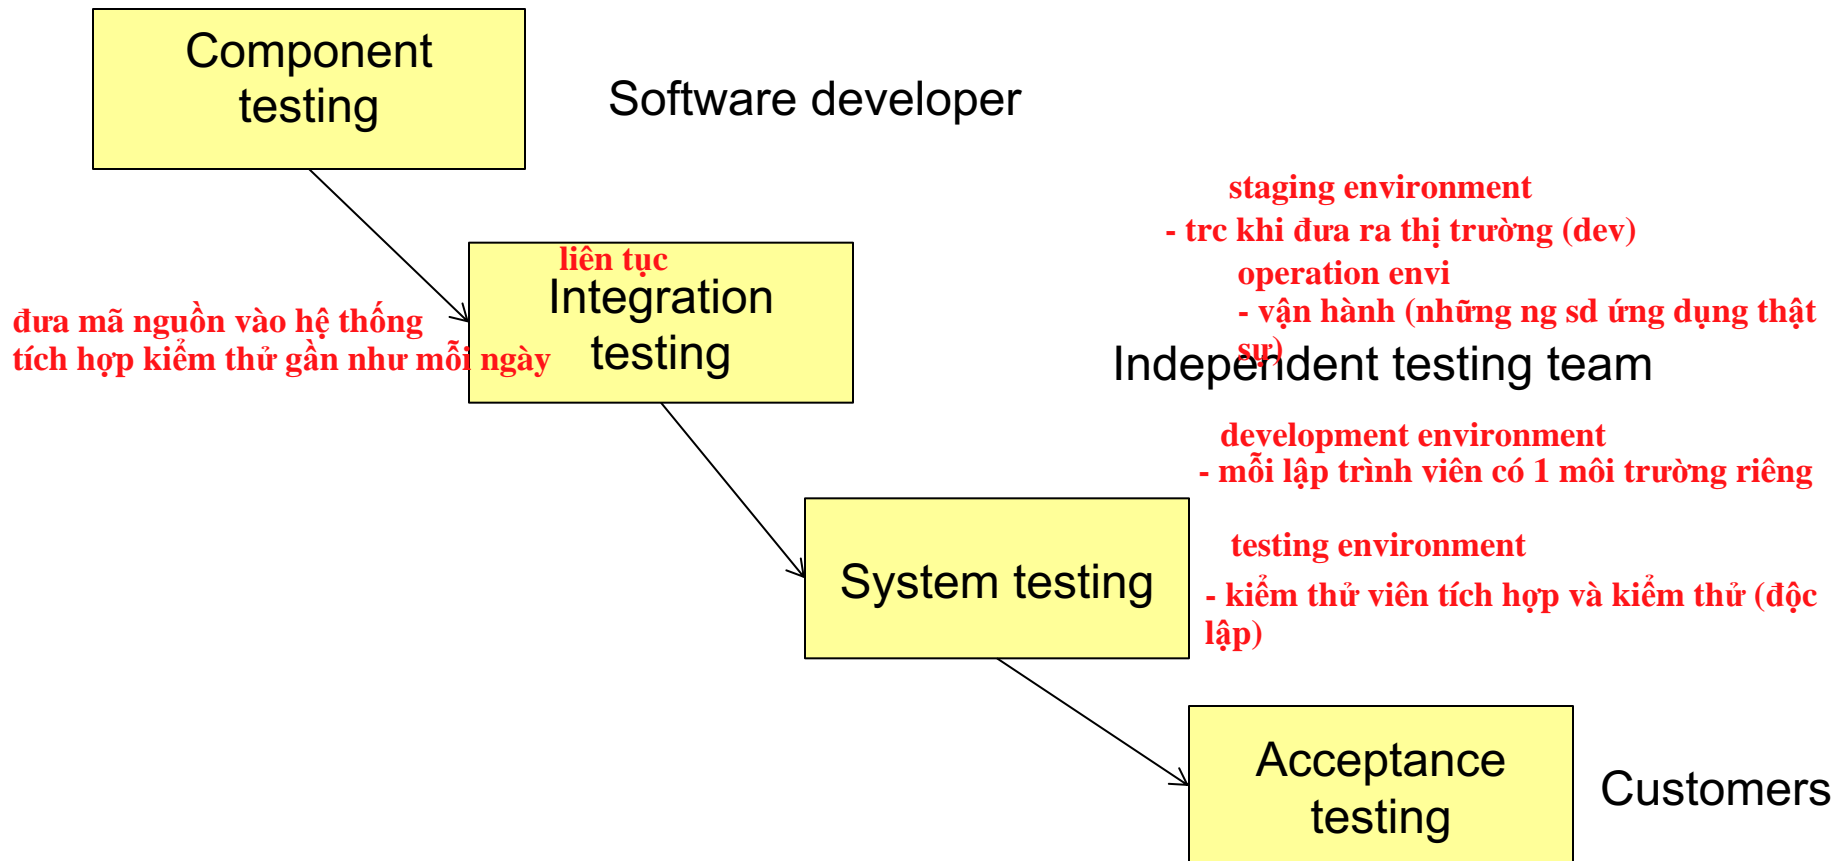 Component
testing
Software developer
staging environment
- trc khi đưa ra thị trường (dev)
liên tục
Integration
testing
operation envi
- vận hành (những ng sd ứng dụng thật
sự)
đưa mã nguồn vào hệ thống
tích hợp kiểm thử gần như mỗi ngày
Independent testing team
development environment
- mỗi lập trình viên có 1 môi trường riêng
System testing
testing environment
- kiểm thử viên tích hợp và kiểm thử (độc
lập)
Acceptance
testing
Customers